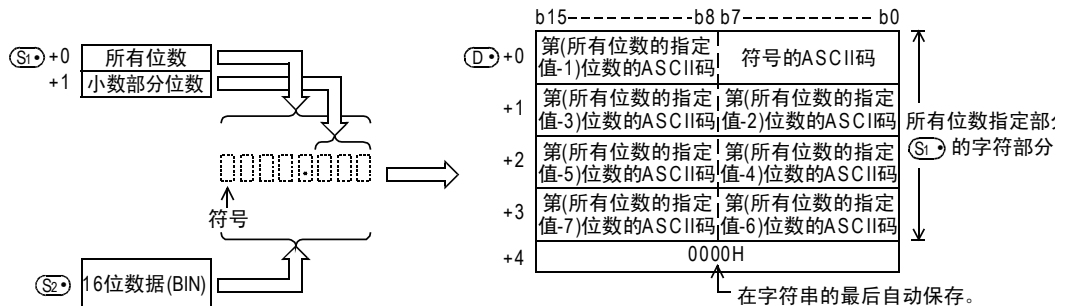 b15 b8 b7 b0
S1• +0 所有位数
+1 小数部分位数
符号
S2• 16位数据(BIN)
D• +0 第(所有位数的指定值-1)位数的ASCII码 符号的ASCII码
+1 第(所有位数的指定值-3)位数的ASCII码 第(所有位数的指定值-2)位数的ASCII码
+2 第(所有位数的指定值-5)位数的ASCII码 第(所有位数的指定值-4)位数的ASCII码
+3 第(所有位数的指定值-7)位数的ASCII码 第(所有位数的指定值-6)位数的ASCII码
+4 0000H
所有位数指定部
S1• 的字符部分
在字符串的最后自动保存。